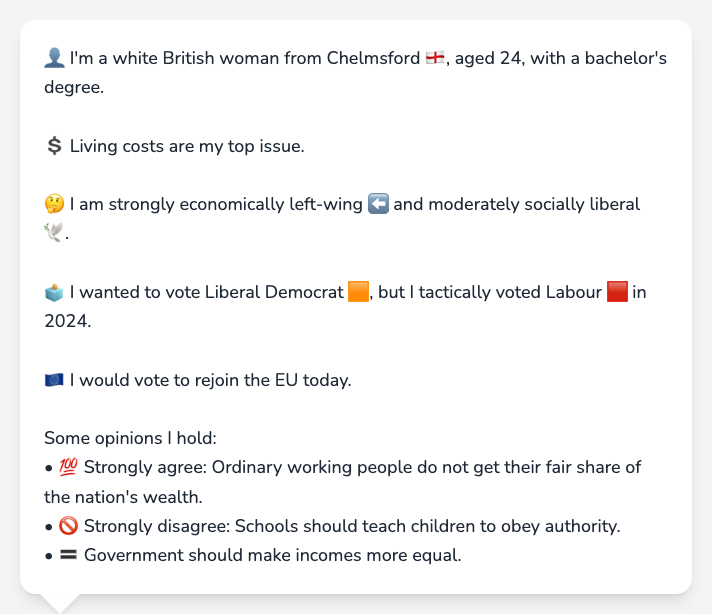 👤 I'm a white British woman from Chelmsford 🏴󠁧󠁢󠁥󠁮󠁧󠁿, aged 24, with a bachelor's
degree.
💲 Living costs are my top issue.
🤔 I am strongly economically left-wing ⬅️ and moderately socially liberal
🕊️.
🗳️ I wanted to vote Liberal Democrat 🟧, but I tactically voted Labour 🟥 in
2024.
🇪🇺 I would vote to rejoin the EU today.
Some opinions I hold:
• 💯 Strongly agree: Ordinary working people do not get their fair share of
the nation's wealth.
• 🚫 Strongly disagree: Schools should teach children to obey authority.
• 🟰 Government should make incomes more equal.